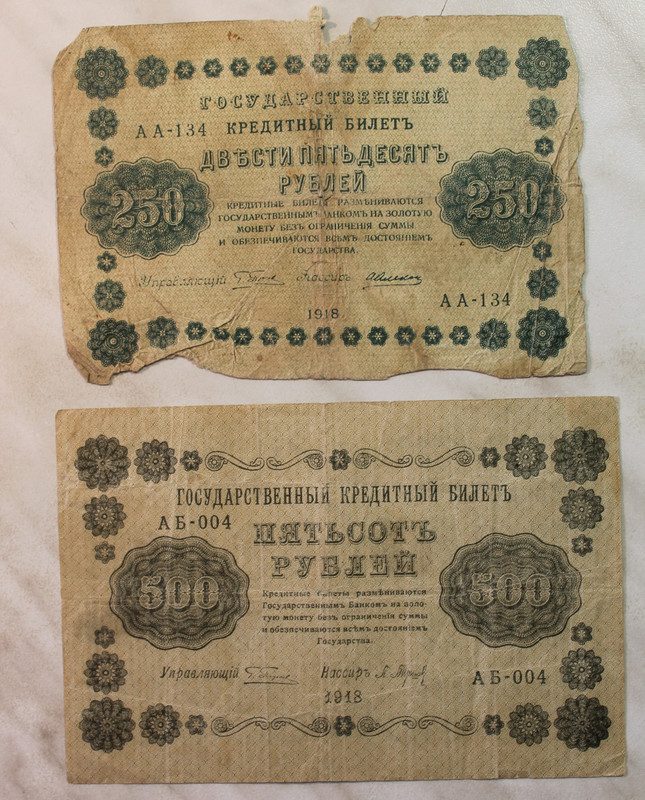 ГОСУДАРСТВЕННЫЙ
АА-134 КРЕДИТНЫЙ БИЛЕТЪ
ДВѢСТИ ПЯТЬДЕСЯТЪ
РУБЛЕЙ
250 250
КРЕДИТНЫЕ БИЛЕТЫ РАЗМѢНИВАЮТСЯ
ГОСУДАРСТВЕННЫМЪ БАНКОМЪ НА ЗОЛОТУЮ
МОНЕТУ БЕЗЪ ОГРАНИЧЕНІЯ СУММЫ
И ОБЕЗПЕЧИВАЮТСЯ ВСѢМЪ ДОСТОЯНІЕМЪ
ГОСУДАРСТВА.
Управляющій Кассиръ
АА-134
1918.
ГОСУДАРСТВЕННЫЙ КРЕДИТНЫЙ БИЛЕТЪ
АБ-004
ПЯТЬСОТЪ
РУБЛЕЙ
500 500
Кредитные билеты размѣниваются
Государственнымъ Банкомъ на золо-
тую монету безъ ограниченія суммы
и обезпечиваются всѣмъ достояніемъ
Государства.
Управляющій Кассиръ
АБ-004
1918